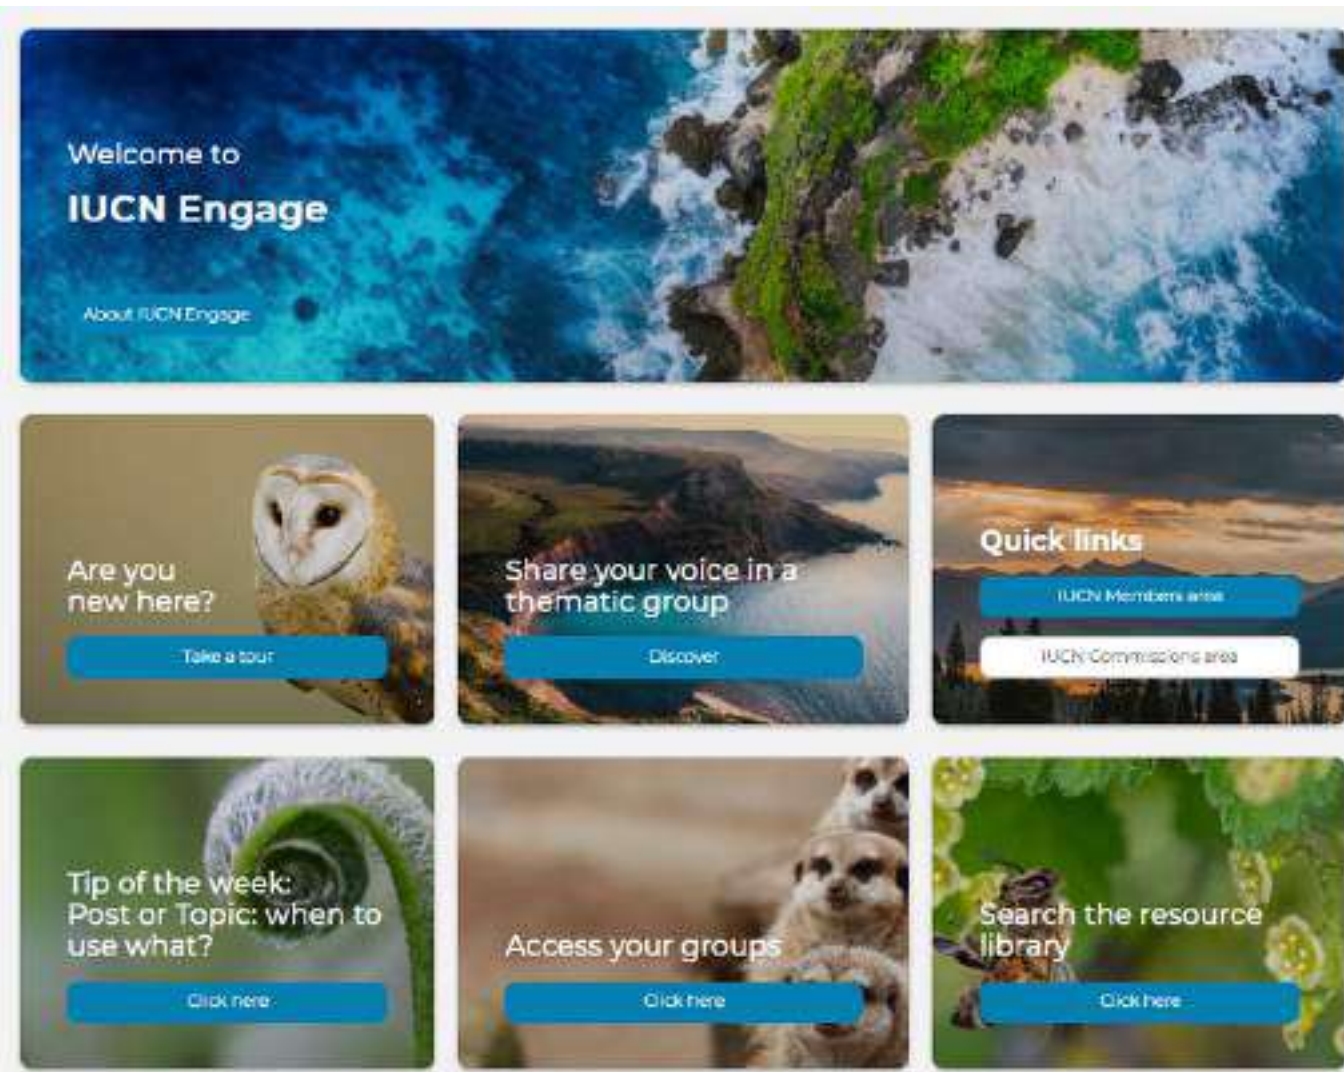 Welcome to
IUCN Engage
About IUCN Engage
Are you
new here?
Take a tour
Share your voice in a
thematic group
Discover
Quick links
IUCN Members area
IUCN Commissions area
Tip of the week:
Post or Topic: when to
use what?
Click here
Access your groups
Click here
Search the resource
library
Click here